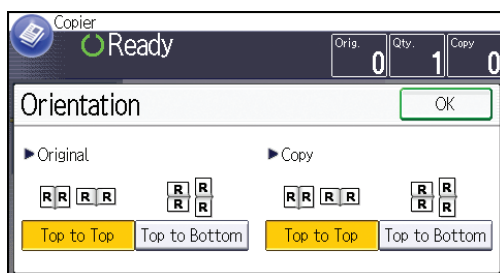 Copier
Ready
Orig. 0 Qty. 1 Copy 0
Orientation OK
Original Copy
R R R R R R R R R R R R R R R R
Top to Top Top to Bottom Top to Top Top to Bottom